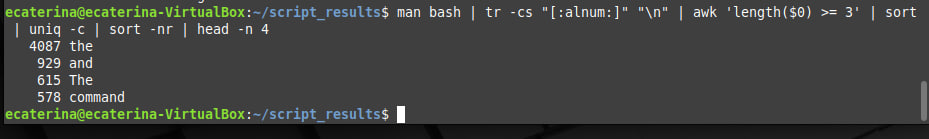 ecaterina@ecaterina-VirtualBox:~/script_results$ man bash | tr -cs "[:alnum:]" "\n" | awk 'length($0) >= 3' | sort
| uniq -c | sort -nr | head -n 4
4087 the
929 and
615 The
578 command
ecaterina@ecaterina-VirtualBox:~/script_results$